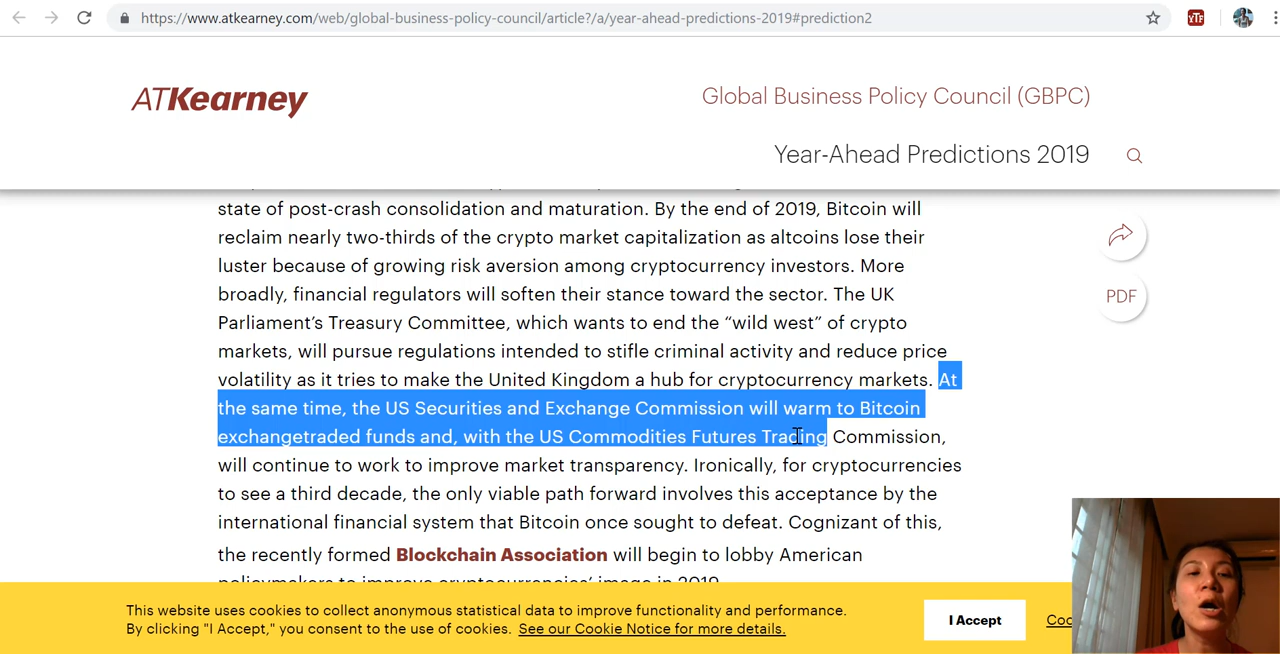 https://www.atkearney.com/web/global-business-policy-council/article?/a/year-ahead-predictions-2019#prediction2
YTF
ATKearney
Global Business Policy Council (GBPC)
Year-Ahead Predictions 2019
state of post-crash consolidation and maturation. By the end of 2019, Bitcoin will
reclaim nearly two-thirds of the crypto market capitalization as altcoins lose their
luster because of growing risk aversion among cryptocurrency investors. More
broadly, financial regulators will soften their stance toward the sector. The UK
Parliament’s Treasury Committee, which wants to end the “wild west” of crypto
markets, will pursue regulations intended to stifle criminal activity and reduce price
volatility as it tries to make the United Kingdom a hub for cryptocurrency markets. At
the same time, the US Securities and Exchange Commission will warm to Bitcoin
exchangetraded funds and, with the US Commodities Futures Trading Commission,
will continue to work to improve market transparency. Ironically, for cryptocurrencies
to see a third decade, the only viable path forward involves this acceptance by the
international financial system that Bitcoin once sought to defeat. Cognizant of this,
the recently formed Blockchain Association will begin to lobby American
policymakers to improve cryptocurrencies’ image in 2019.
PDF
This website uses cookies to collect anonymous statistical data to improve functionality and performance.
By clicking "I Accept," you consent to the use of cookies. See our Cookie Notice for more details.
I Accept